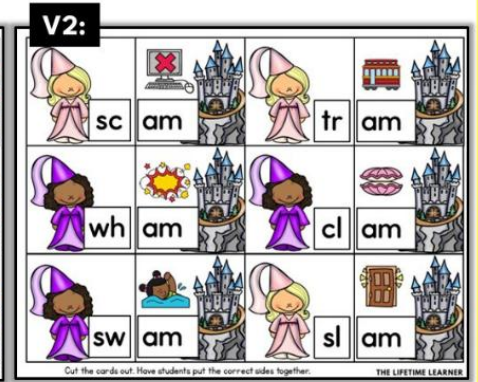 V2:
sc am tr am
wh am cl am
sw am sl am
Cut the cards out. Have students put the correct sides together. THE LIFETIME LEARNER